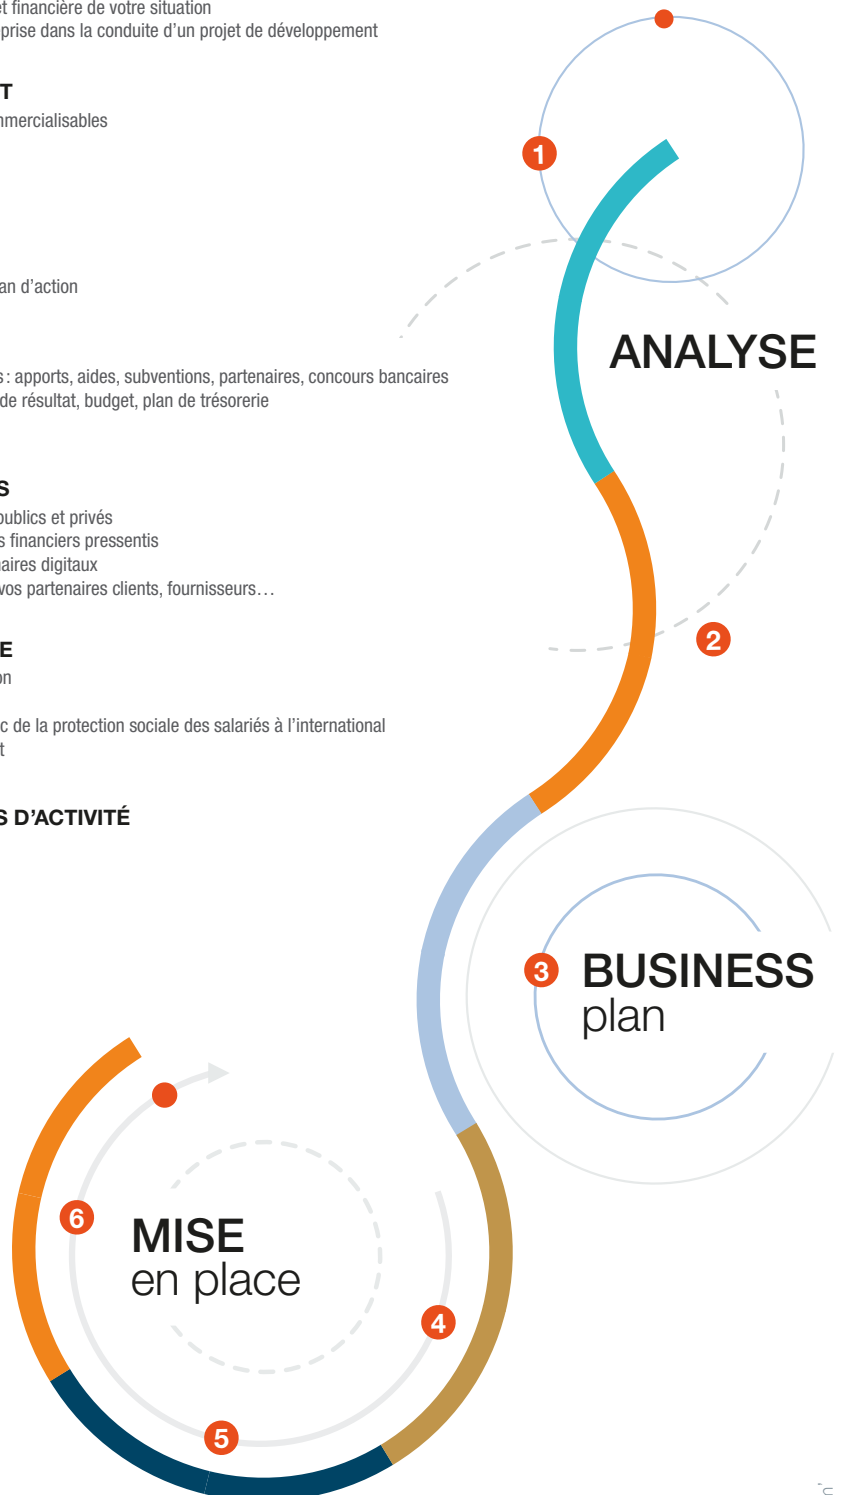 et financière de votre situation
prise dans la conduite d’un projet de développement
T
mmercialisables
an d’action
s : apports, aides, subventions, partenaires, concours bancaires
de résultat, budget, plan de trésorerie
S
publics et privés
s financiers pressentis
naires digitaux
vos partenaires clients, fournisseurs…
E
on
c de la protection sociale des salariés à l’international
t
S D’ACTIVITÉ
1
ANALYSE
2
3
BUSINESS
plan
6
MISE
en place
4
5